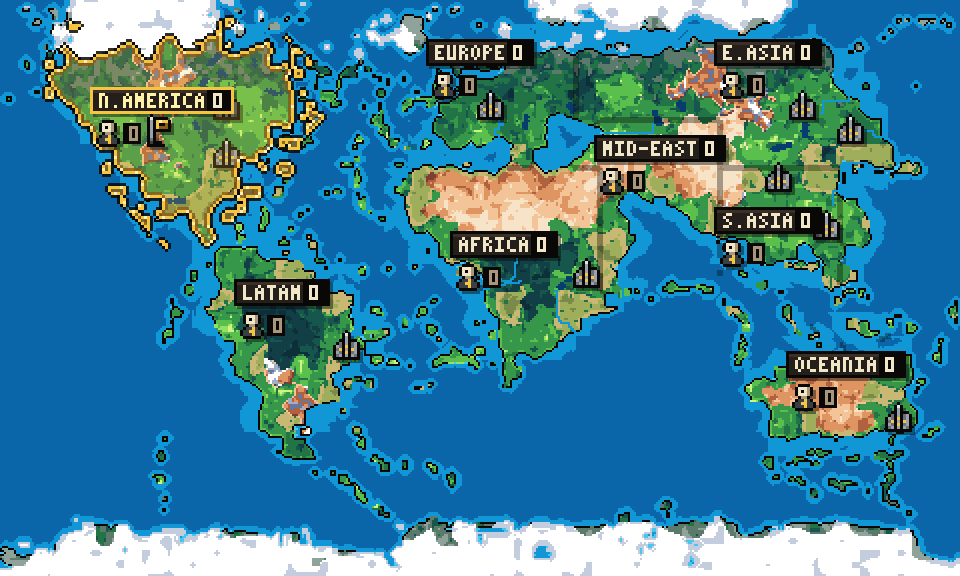 EUROPE 0
E.ASIA 0
0
0
N.AMERICA 0
0
MID-EAST 0
0
S.ASIA 0
0
AFRICA 0
0
LATAM 0
0
OCEANIA 0
0